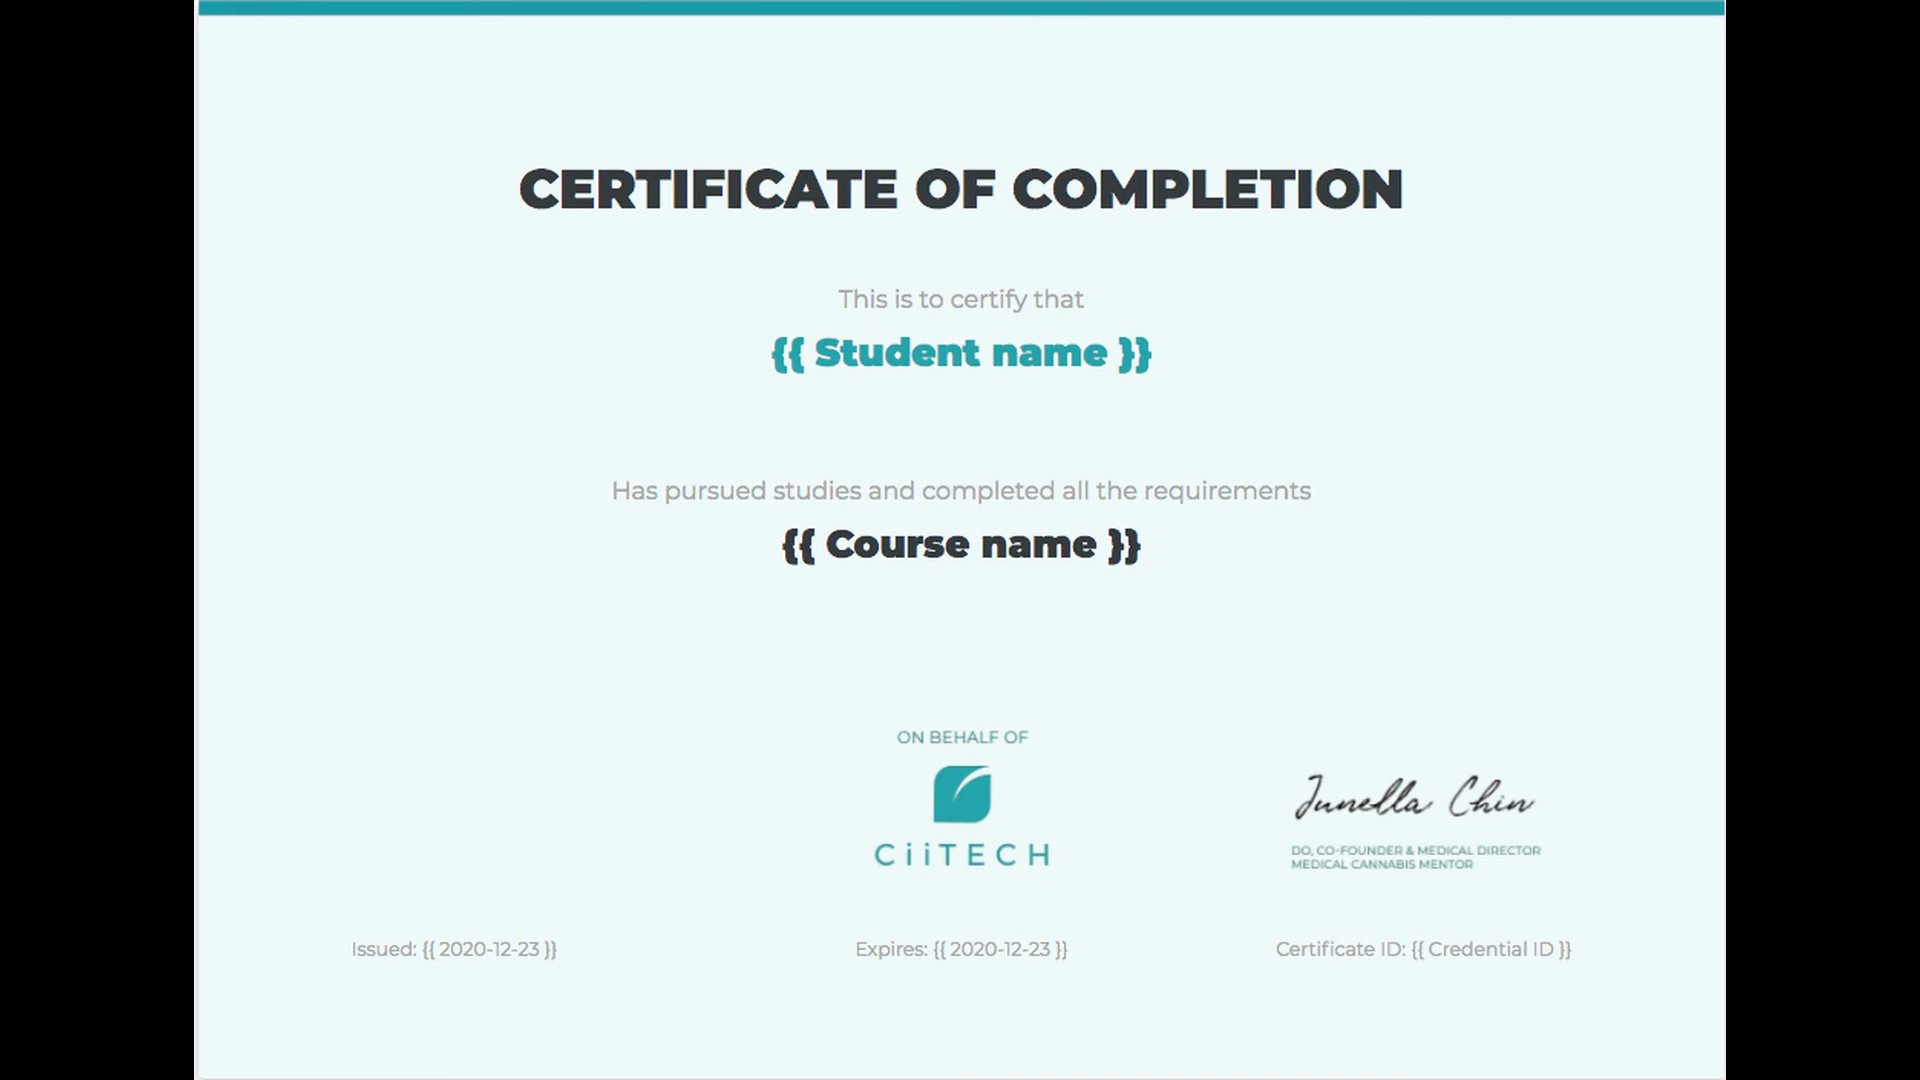 CERTIFICATE OF COMPLETION
This is to certify that
{{ Student name }}
Has pursued studies and completed all the requirements
{{ Course name }}
ON BEHALF OF
CiiTECH
Junella Chin
DO, CO-FOUNDER & MEDICAL DIRECTOR
MEDICAL CANNABIS MENTOR
Issued: {{ 2020-12-23 }}
Expires: {{ 2020-12-23 }}
Certificate ID: {{ Credential ID }}